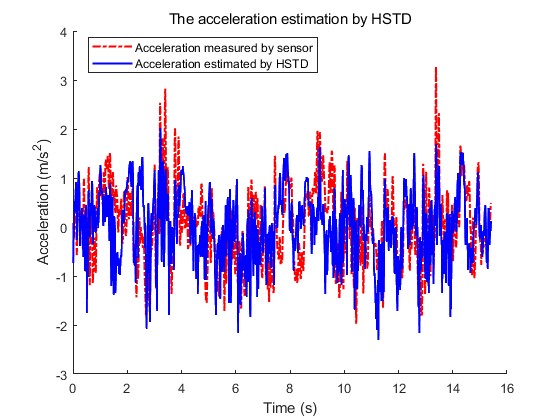 The acceleration estimation by HSTD
Acceleration measured by sensor
Acceleration estimated by HSTD
Acceleration (m/s²)
4
3
2
1
0
-1
-2
-3
0 2 4 6 8 10 12 14 16
Time (s)